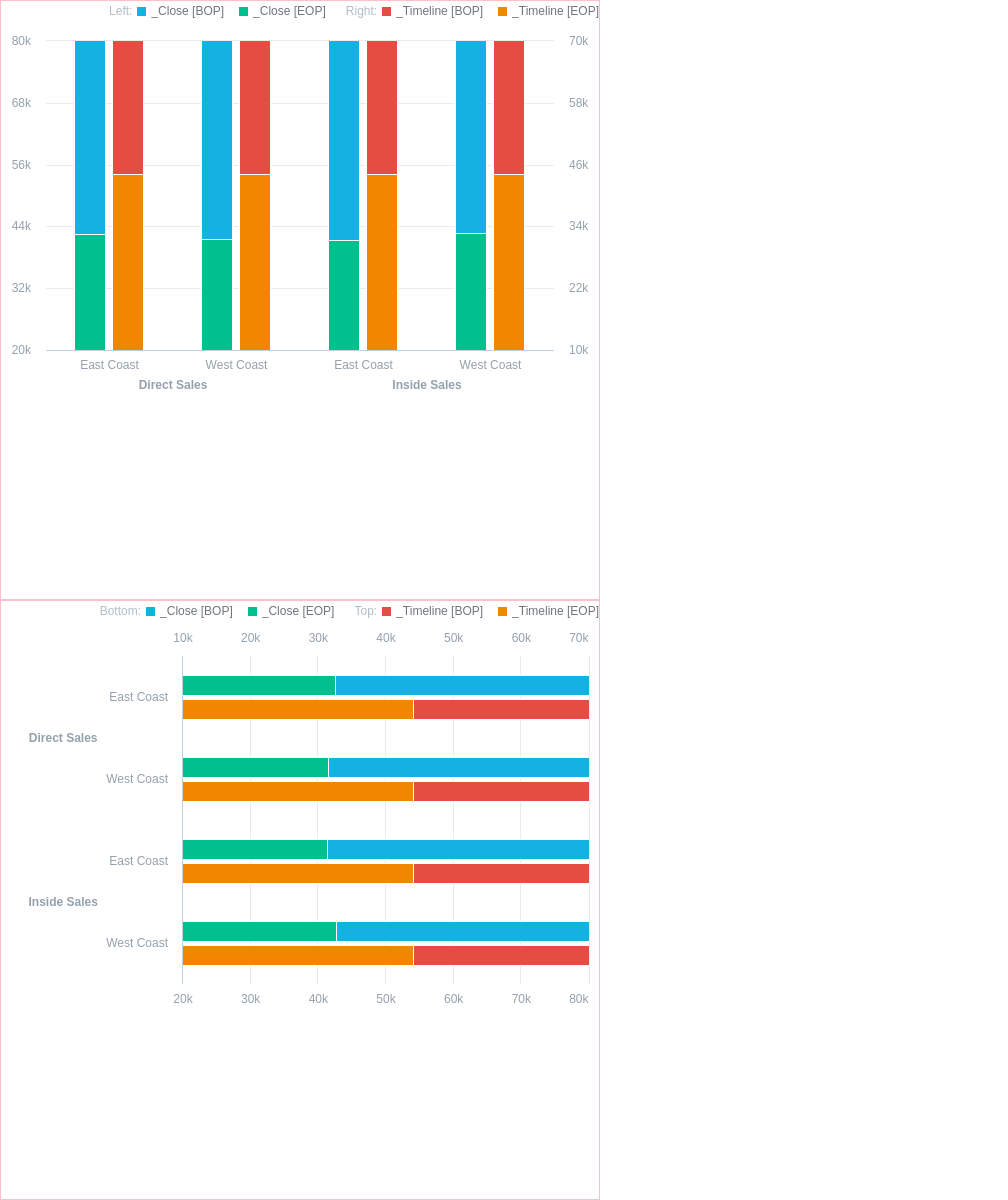 Left: _Close [BOP] _Close [EOP] Right: _Timeline [BOP] _Timeline [EOP]
80k 70k
68k 58k
56k 46k
44k 34k
32k 22k
20k 10k
East Coast West Coast East Coast West Coast
Direct Sales Inside Sales
Bottom: _Close [BOP] _Close [EOP] Top: _Timeline [BOP] _Timeline [EOP]
10k 20k 30k 40k 50k 60k 70k
East Coast
Direct Sales
West Coast
East Coast
Inside Sales
West Coast
20k 30k 40k 50k 60k 70k 80k